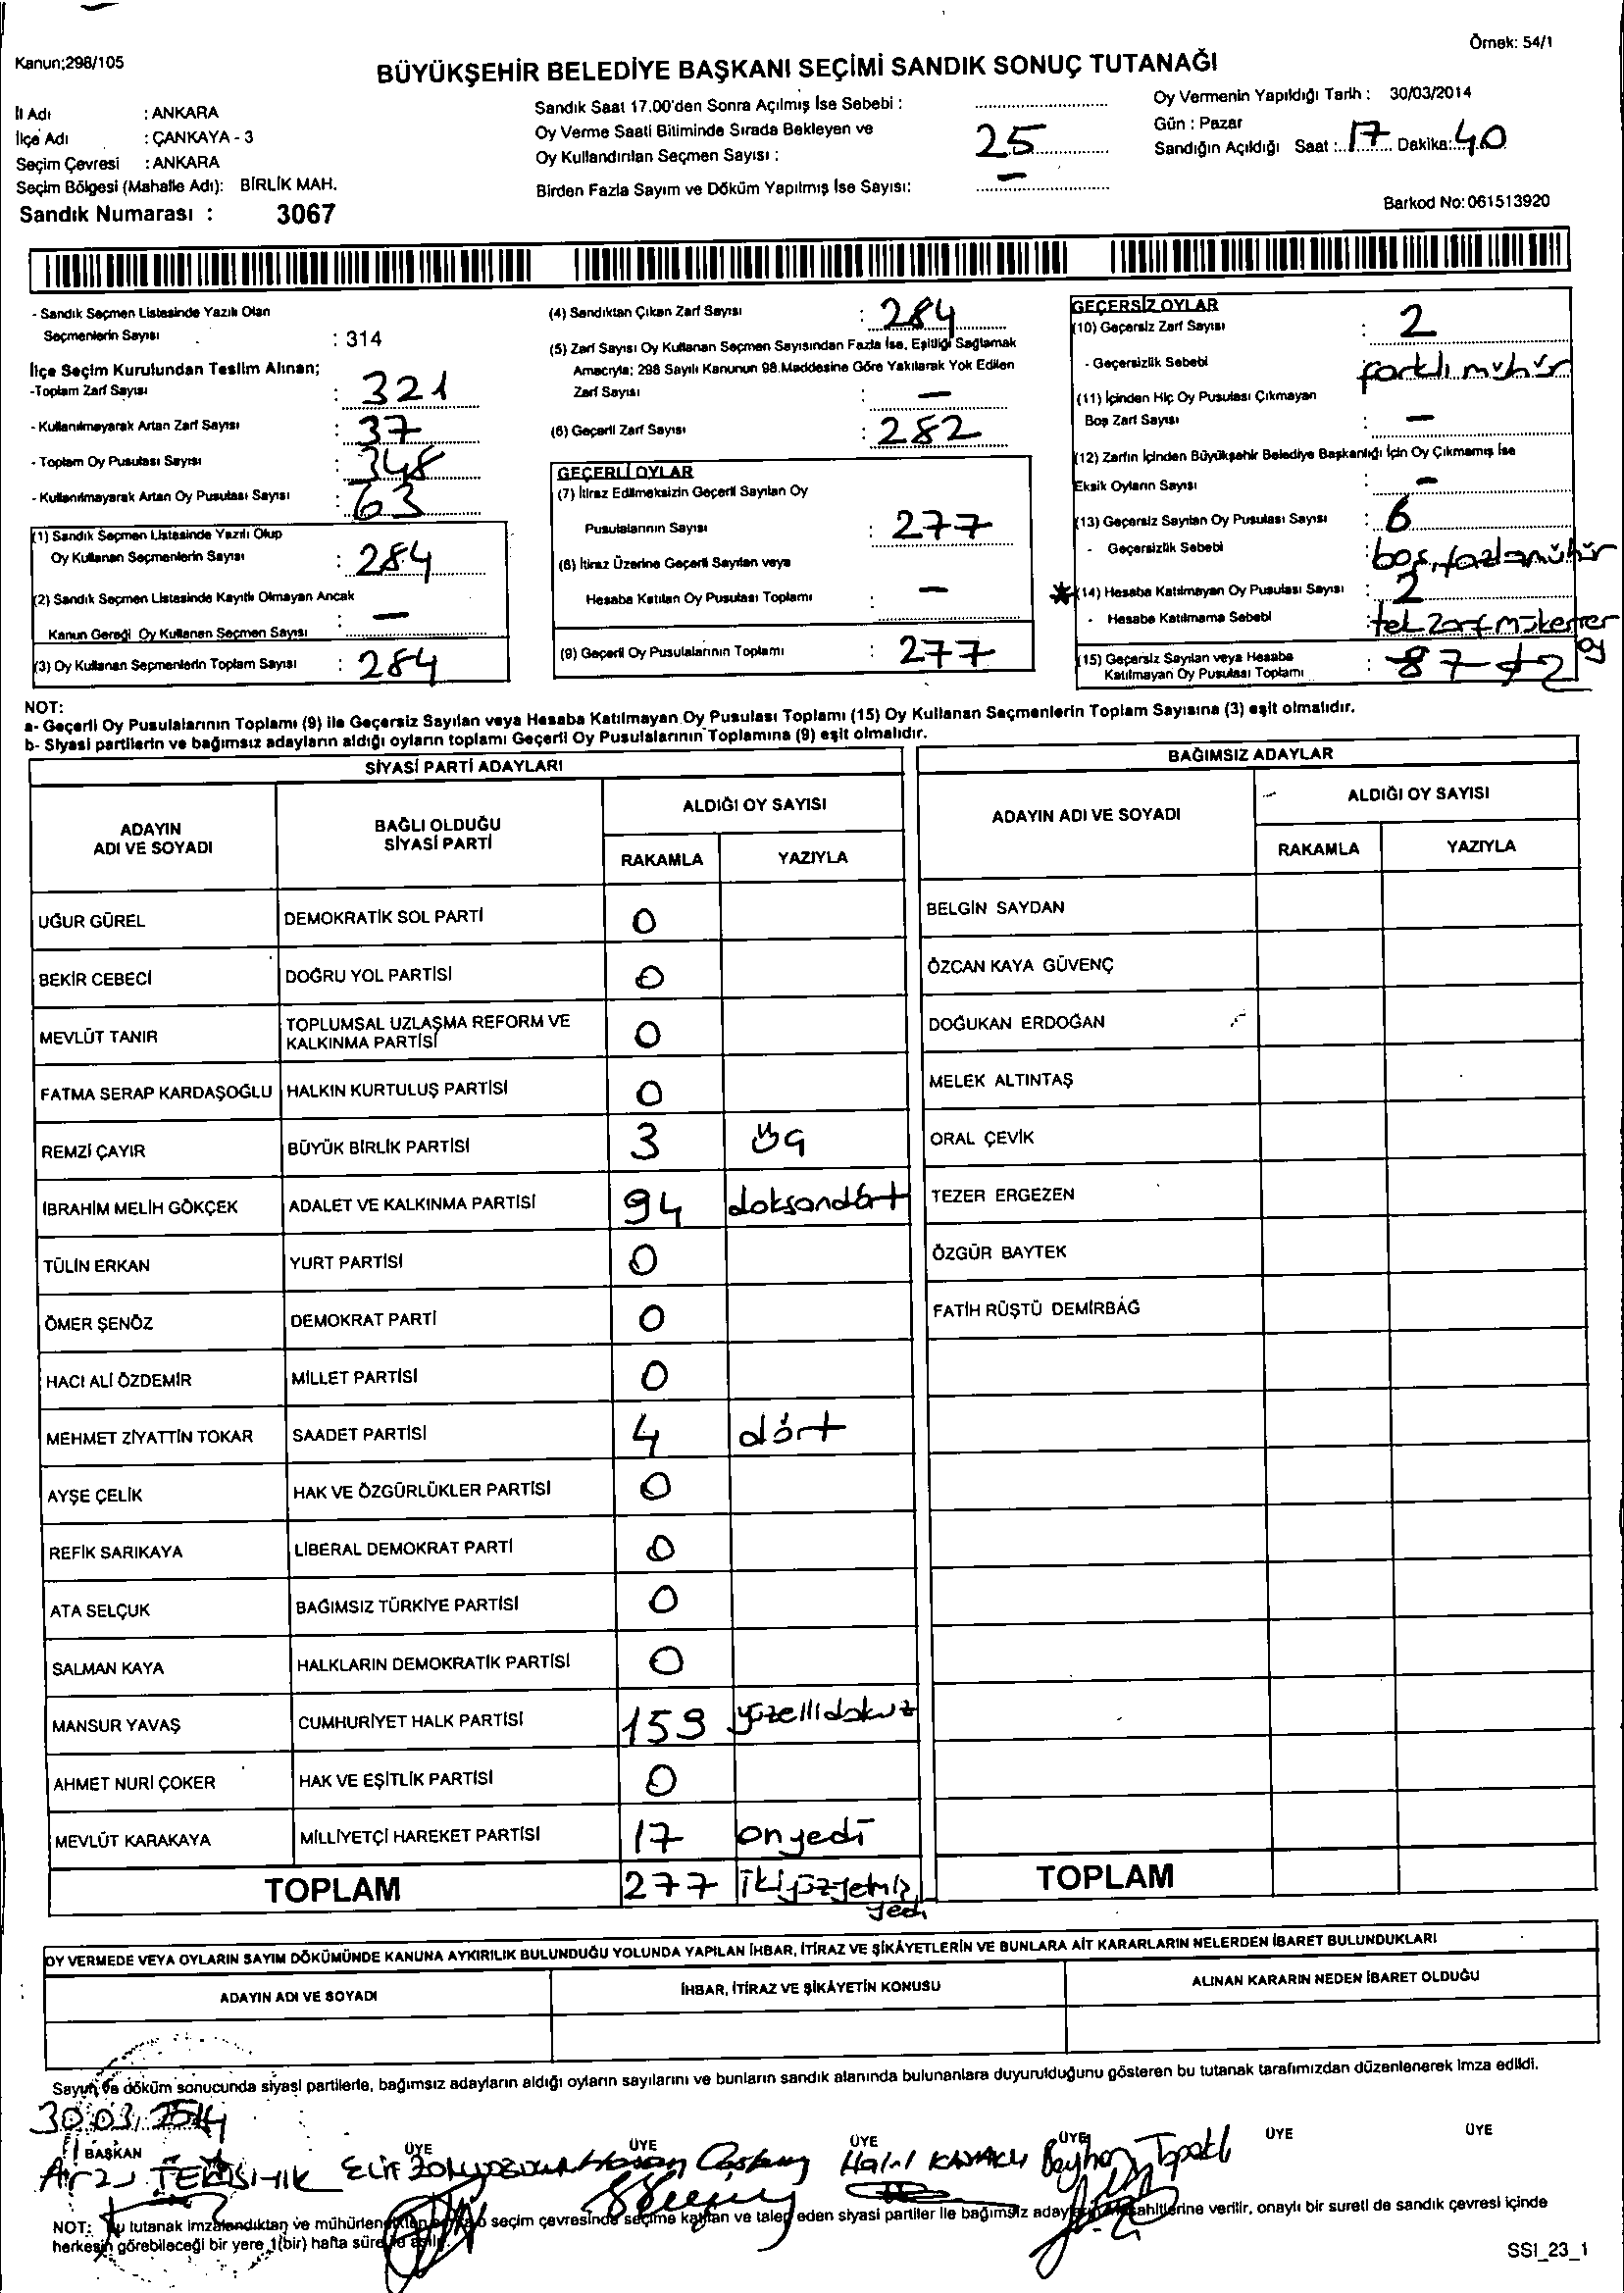 Örnek: 54/1
Kanun;298/105
BÜYÜKŞEHİR BELEDİYE BAŞKANI SEÇİMİ SANDIK SONUÇ TUTANAĞI
İl Adı : ANKARA
İlçe Adı : ÇANKAYA - 3
Seçim Çevresi : ANKARA
Seçim Bölgesi (Mahalle Adı): BİRLİK MAH.
Sandık Numarası : 3067
Sandık Saat 17.00'den Sonra Açılmış İse Sebebi :
Oy Verme Saati Bitiminde Sırada Bekleyen ve
Oy Kullandırılan Seçmen Sayısı : 25
Birden Fazla Sayım ve Döküm Yapılmış İse Sayısı: -
Oy Vermenin Yapıldığı Tarih : 30/03/2014
Gün : Pazar
Sandığın Açıldığı Saat : 17 Dakika: 40
Barkod No: 061513920
- Sandık Seçmen Listesinde Yazılı Olan
Seçmenlerin Sayısı : 314
İlçe Seçim Kurulundan Teslim Alınan;
-Toplam Zarf Sayısı : 321
- Kullanılmayarak Artan Zarf Sayısı : 37
- Toplam Oy Pusulası Sayısı : 348
- Kullanılmayarak Artan Oy Pusulası Sayısı : 63
(1) Sandık Seçmen Listesinde Yazılı Olup
Oy Kullanan Seçmenlerin Sayısı : 284
(2) Sandık Seçmen Listesinde Kayıtlı Olmayan Ancak
Kanun Gereği Oy Kullanan Seçmen Sayısı : -
(3) Oy Kullanan Seçmenlerin Toplam Sayısı : 284
(4) Sandıktan Çıkan Zarf Sayısı : 284
(5) Zarf Sayısı Oy Kullanan Seçmen Sayısından Fazla İse, Eşitliği Sağlamak
Amacıyla; 298 Sayılı Kanunun 98.Maddesine Göre Yakılarak Yok Edilen
Zarf Sayısı : -
(6) Geçerli Zarf Sayısı : 282
GEÇERLİ OYLAR
(7) İtiraz Edilmeksizin Geçerli Sayılan Oy
Pusulalarının Sayısı : 277
(8) İtiraz Üzerine Geçerli Sayılan veya
Hesaba Katılan Oy Pusulası Toplamı : -
(9) Geçerli Oy Pusulalarının Toplamı : 277
GEÇERSİZ OYLAR
(10) Geçersiz Zarf Sayısı : 2
- Geçersizlik Sebebi farklı mühür
(11) İçinden Hiç Oy Pusulası Çıkmayan
Boş Zarf Sayısı : -
(12) Zarfın İçinden Büyükşehir Belediye Başkanlığı İçin Oy Çıkmamış İse
Eksik Oyların Sayısı : -
(13) Geçersiz Sayılan Oy Pusulası Sayısı : 6
- Geçersizlik Sebebi : boş, fazla mühür
(14) Hesaba Katılmayan Oy Pusulası Sayısı : 2
- Hesaba Katılmama Sebebi : tek zarf mükerrer oy
(15) Geçersiz Sayılan veya Hesaba
Katılmayan Oy Pusulası Toplamı :
NOT:
a- Geçerli Oy Pusulalarının Toplamı (9) ile Geçersiz Sayılan veya Hesaba Katılmayan Oy Pusulası Toplamı (15) Oy Kullanan Seçmenlerin Toplam Sayısına (3) eşit olmalıdır.
b- Siyasi partilerin ve bağımsız adayların aldığı oyların toplamı Geçerli Oy Pusulalarının Toplamına (9) eşit olmalıdır.
SİYASİ PARTİ ADAYLARI
ADAYIN ADI VE SOYADI BAĞLI OLDUĞU SİYASİ PARTİ ALDIĞI OY SAYISI
RAKAMLA YAZIYLA
UĞUR GÜREL DEMOKRATİK SOL PARTİ 0
BEKİR CEBECİ DOĞRU YOL PARTİSİ 0
MEVLÜT TANIR TOPLUMSAL UZLAŞMA REFORM VE KALKINMA PARTİSİ 0
FATMA SERAP KARDAŞOĞLU HALKIN KURTULUŞ PARTİSİ 0
REMZİ ÇAYIR BÜYÜK BİRLİK PARTİSİ 3 üç
İBRAHİM MELİH GÖKÇEK ADALET VE KALKINMA PARTİSİ 94 doksandört
TÜLİN ERKAN YURT PARTİSİ 0
ÖMER ŞENÖZ DEMOKRAT PARTİ 0
HACI ALİ ÖZDEMİR MİLLET PARTİSİ 0
MEHMET ZİYATTİN TOKAR SAADET PARTİSİ 4 dört
AYŞE ÇELİK HAK VE ÖZGÜRLÜKLER PARTİSİ 0
REFİK SARIKAYA LİBERAL DEMOKRAT PARTİ 0
ATA SELÇUK BAĞIMSIZ TÜRKİYE PARTİSİ 0
SALMAN KAYA HALKLARIN DEMOKRATİK PARTİSİ 0
MANSUR YAVAŞ CUMHURİYET HALK PARTİSİ 159 yüzellidokuz
AHMET NURİ ÇOKER HAK VE EŞİTLİK PARTİSİ 0
MEVLÜT KARAKAYA MİLLİYETÇİ HAREKET PARTİSİ 17 onyedi
TOPLAM 277 ikiyüzyetmiş yedi
BAĞIMSIZ ADAYLAR
ADAYIN ADI VE SOYADI ALDIĞI OY SAYISI
RAKAMLA YAZIYLA
BELGİN SAYDAN
ÖZCAN KAYA GÜVENÇ
DOĞUKAN ERDOĞAN
MELEK ALTINTAŞ
ORAL ÇEVİK
TEZER ERGEZEN
ÖZGÜR BAYTEK
FATİH RÜŞTÜ DEMİRBAĞ
TOPLAM
OY VERMEDE VEYA OYLARIN SAYIM DÖKÜMÜNDE KANUNA AYKIRILIK BULUNDUĞU YOLUNDA YAPILAN İHBAR, İTİRAZ VE ŞİKÂYETLERİN VE BUNLARA AİT KARARLARIN NELERDEN İBARET BULUNDUKLARI
ADAYIN ADI VE SOYADI İHBAR, İTİRAZ VE ŞİKÂYETİN KONUSU ALINAN KARARIN NEDEN İBARET OLDUĞU
Sayım ve döküm sonucunda siyasi partilerle, bağımsız adayların aldığı oyların sayılarını ve bunların sandık alanında bulunanlara duyurulduğunu gösteren bu tutanak tarafımızdan düzenlenerek imza edildi.
30.03.2014
BAŞKAN ÜYE ÜYE ÜYE ÜYE ÜYE ÜYE
Arzu Elif Halil
NOT: Bu tutanak imzalandıktan ve mühürlendikten seçim çevresinde seçime katılan ve talep eden siyasi partiler ile bağımsız verilir, onaylı bir sureti de sandık çevresi içinde
herkesin görebileceği bir yere 1(bir) hafta süre ile asılır.
SSI_23_1